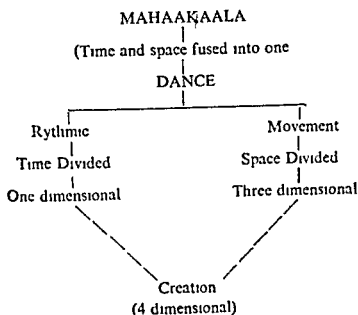 MAHAAKAALA
(Time and space fused into one
DANCE
Rythmic Movement
Time Divided Space Divided
One dimensional Three dimensional
Creation
(4 dimensional)